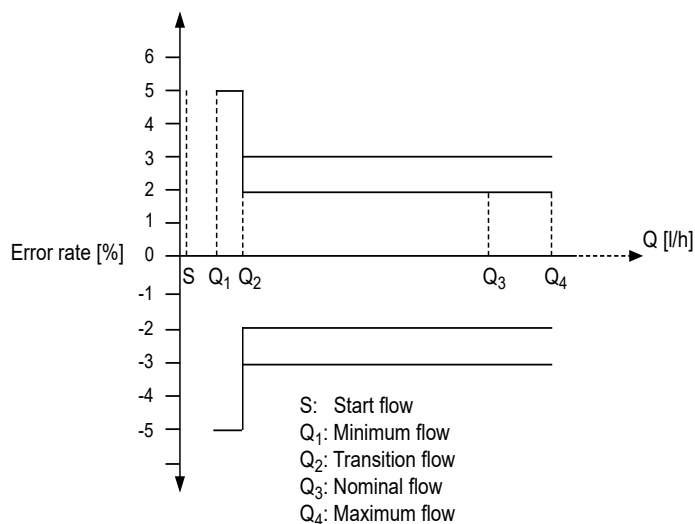 6
5
4
3
2
1
Error rate [%] 0 Q [l/h]
S Q₁ Q₂ Q₃ Q₄
-1
-2
-3
-4
-5
S: Start flow
Q₁: Minimum flow
Q₂: Transition flow
Q₃: Nominal flow
Q₄: Maximum flow